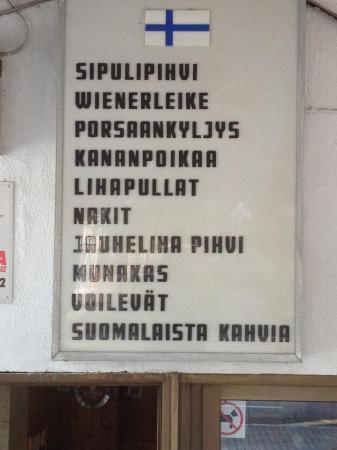 SIPULIPIHVI
WIENERLEIKE
PORSAANKYLJYS
KANANPOIKAA
LIHAPULLAT
NAKIT
JAUHELIHA PIHVI
MUNAKAS
VOILEVÄT
SUOMALAISTA KAHVIA